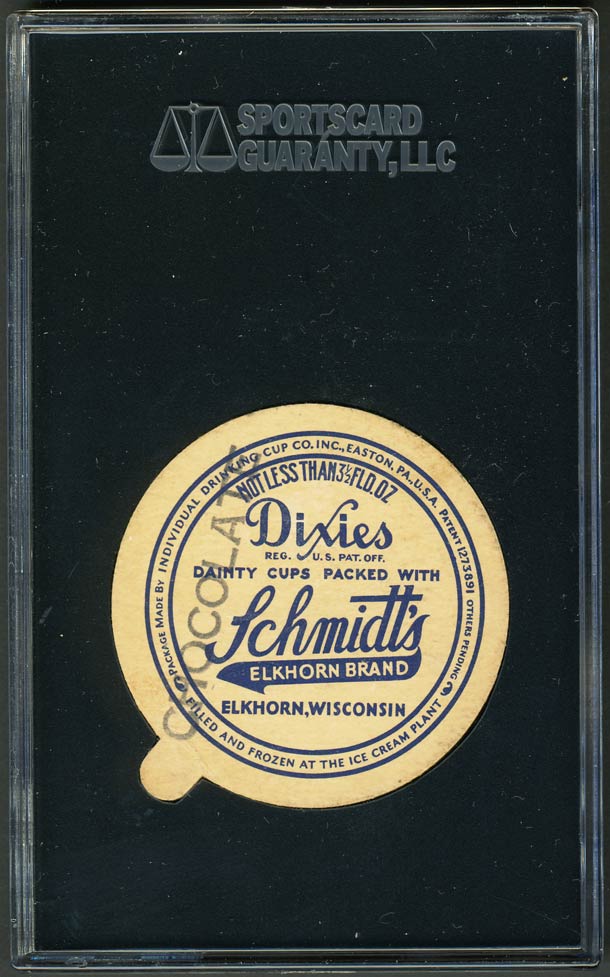 SPORTSCARD
GUARANTY, LLC
PACKAGE MADE BY INDIVIDUAL DRINKING CUP CO. INC., EASTON, PA., U.S.A. PATENT 1273891 OTHERS PENDING
NOT LESS THAN 3½ FLD. OZ
Dixies
REG. U.S. PAT. OFF.
DAINTY CUPS PACKED WITH
Schmidt's
ELKHORN BRAND
ELKHORN, WISCONSIN
FILLED AND FROZEN AT THE ICE CREAM PLANT
CHOCOLATE